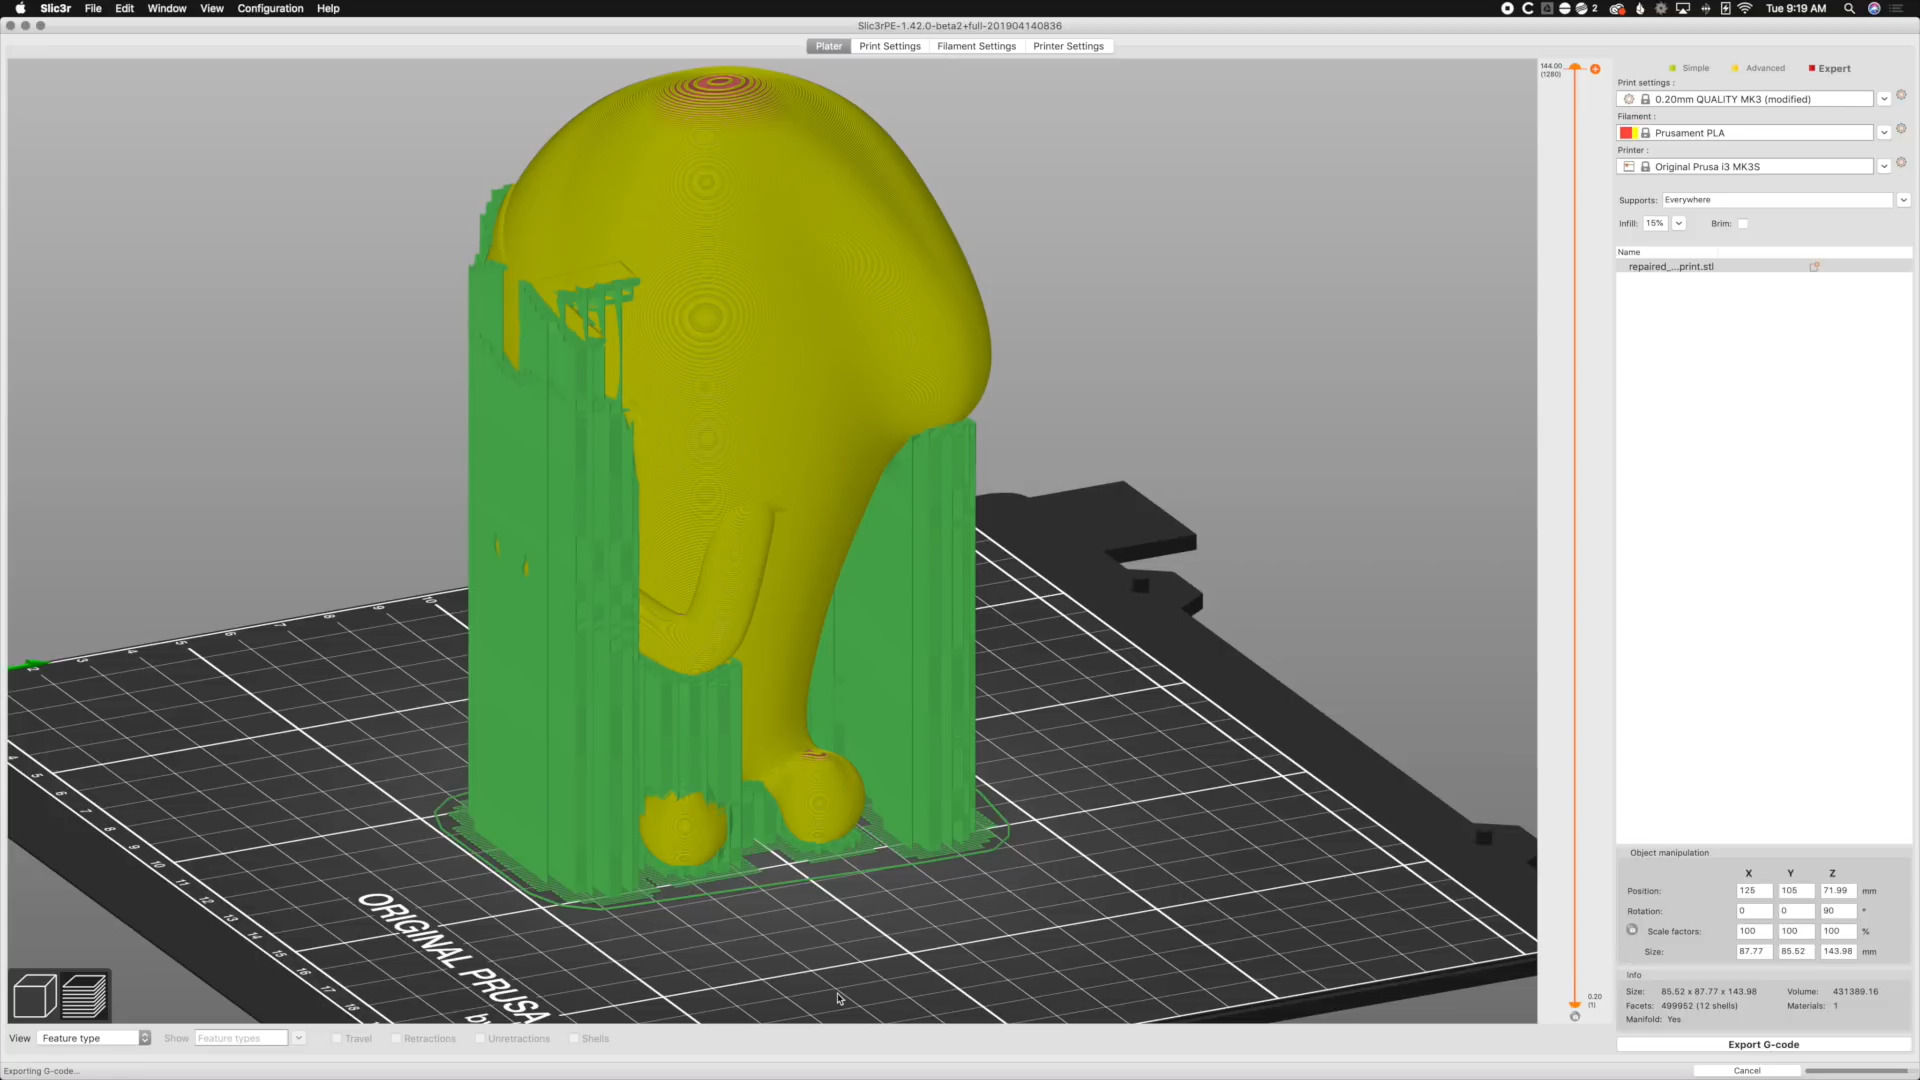 Slic3r File Edit Window View Configuration Help
2
Tue 9:19 AM
Slic3rPE-1.42.0-beta2+full-201904140836
Plater Print Settings Filament Settings Printer Settings
144.00
(1280)
Simple Advanced Expert
Print settings :
0.20mm QUALITY MK3 (modified)
Filament :
Prusament PLA
Printer :
Original Prusa i3 MK3S
Supports: Everywhere
Infill: 15% Brim:
Name
repaired_...print.stl
ORIGINAL PRUSA
by
Object manipulation
X Y Z
Position: 125 105 71.99 mm
Rotation: 0 0 90 °
Scale factors: 100 100 100 %
Size: 87.77 85.52 143.98 mm
Info
Size: 85.52 x 87.77 x 143.98 Volume: 431389.16
Facets: 499952 (12 shells) Materials: 1
Manifold: Yes
0.20
(1)
View Feature type Show Feature types Travel Retractions Unretractions Shells
Export G-code
Exporting G-code...
Cancel